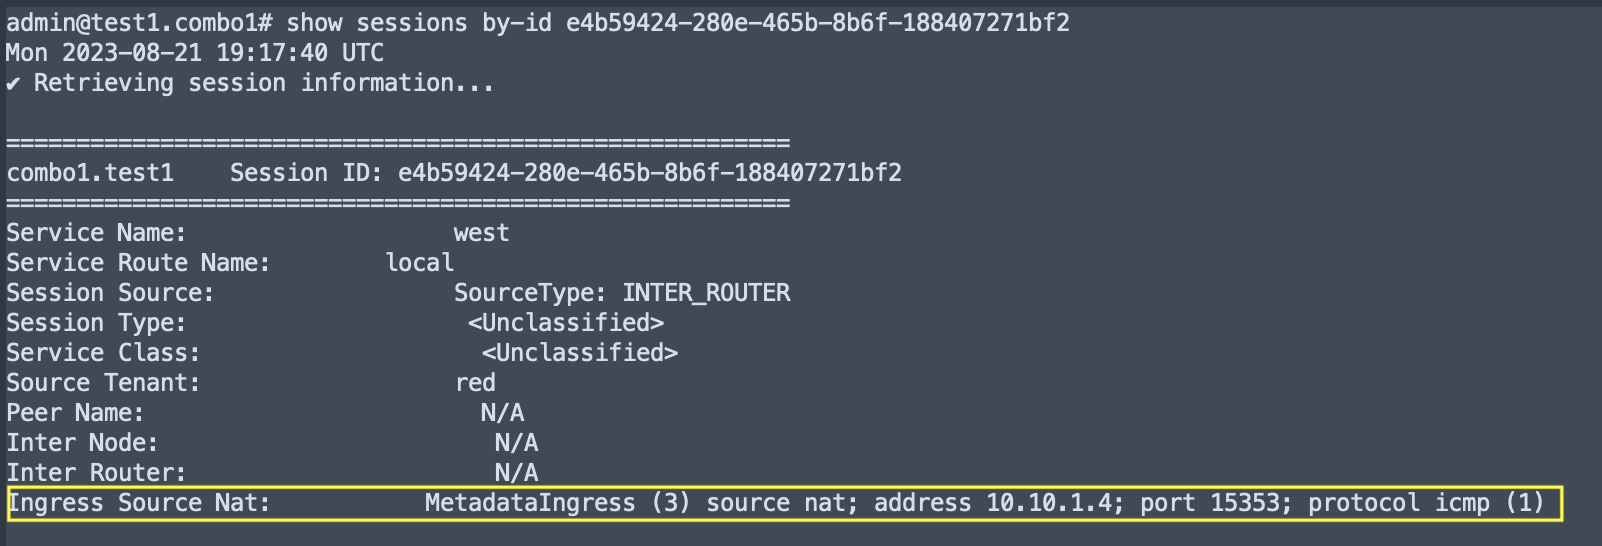 admin@test1.combo1# show sessions by-id e4b59424-280e-465b-8b6f-188407271bf2
Mon 2023-08-21 19:17:40 UTC
✔ Retrieving session information...
========================================================
combo1.test1    Session ID: e4b59424-280e-465b-8b6f-188407271bf2
========================================================
Service Name:                   west
Service Route Name:        local
Session Source:                 SourceType: INTER_ROUTER
Session Type:                    <Unclassified>
Service Class:                    <Unclassified>
Source Tenant:                  red
Peer Name:                        N/A
Inter Node:                        N/A
Inter Router:                      N/A
Ingress Source Nat:           MetadataIngress (3) source nat; address 10.10.1.4; port 15353; protocol icmp (1)